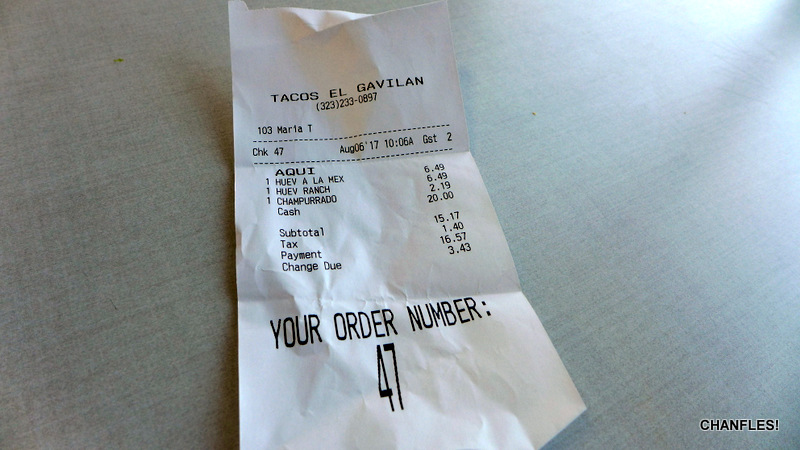 TACOS EL GAVILAN
(323)233-0897
103 Maria T
Chk 47 Aug06'17 10:06A Gst 2
AQUI
1 HUEV A LA MEX 6.49
1 HUEV RANCH 6.49
1 CHAMPURRADO 2.19
Cash 20.00
Subtotal 15.17
Tax 1.40
Payment 16.57
Change Due 3.43
YOUR ORDER NUMBER:
47
CHANFLES!